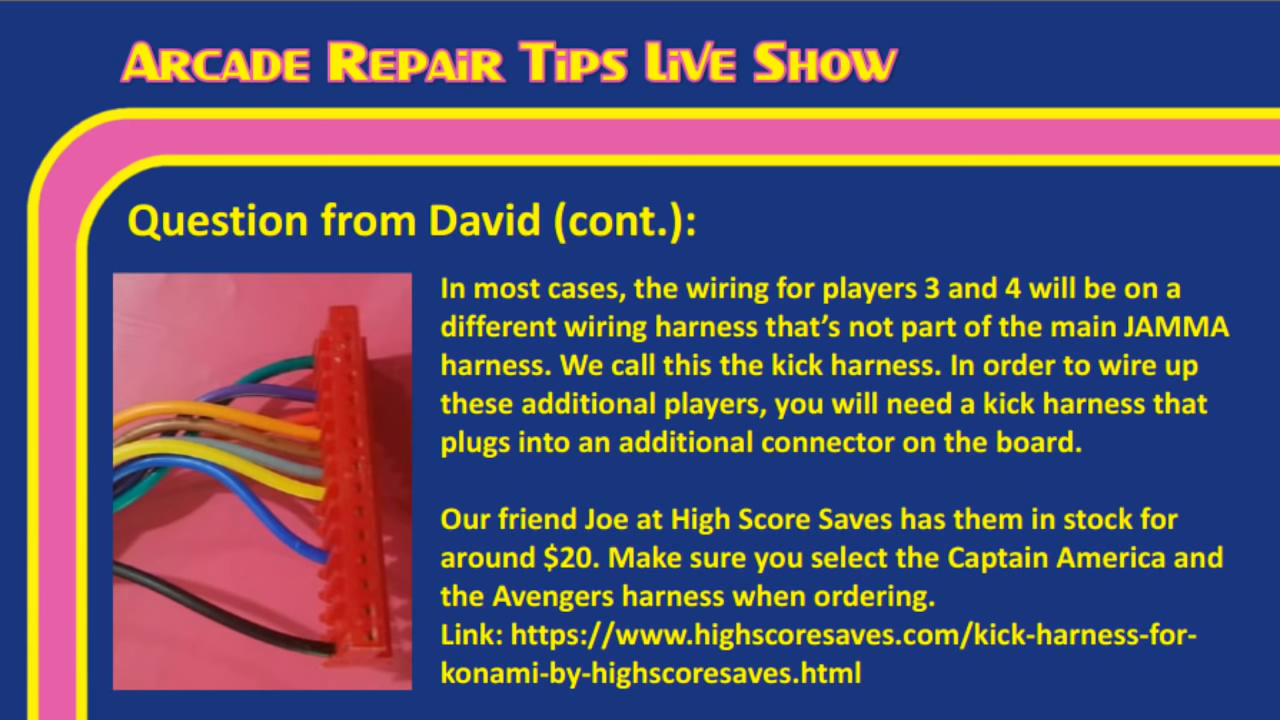 ARCADE REPAIR TIPS LIVE SHOW
Question from David (cont.):
In most cases, the wiring for players 3 and 4 will be on a
different wiring harness that’s not part of the main JAMMA
harness. We call this the kick harness. In order to wire up
these additional players, you will need a kick harness that
plugs into an additional connector on the board.
Our friend Joe at High Score Saves has them in stock for
around $20. Make sure you select the Captain America and
the Avengers harness when ordering.
Link: https://www.highscoresaves.com/kick-harness-for-
konami-by-highscoresaves.html